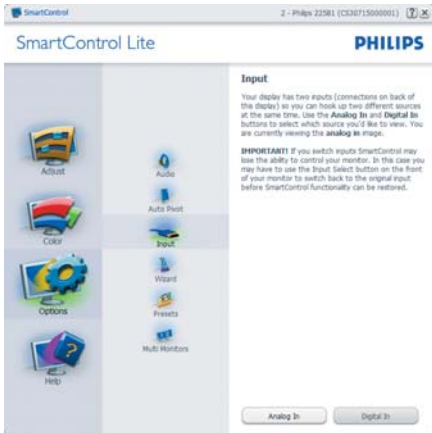 SmartControl
2 - Philips 225B1 (CS30715000001)
SmartControl Lite
PHILIPS
Adjust
Color
Options
Help
Audio
Auto Pivot
Input
Wizard
Presets
Multi Monitors
Input
Your display has two inputs (connections on back of
the display) so you can hook up two different sources
at the same time. Use the Analog In and Digital In
buttons to select which source you'd like to view. You
are currently viewing the analog in image.
IMPORTANT! If you switch inputs SmartControl may
lose the ability to control your monitor. In this case you
may have to use the Input Select button on the front
of your monitor to switch back to the original input
before SmartControl functionality can be restored.
Analog In
Digital In